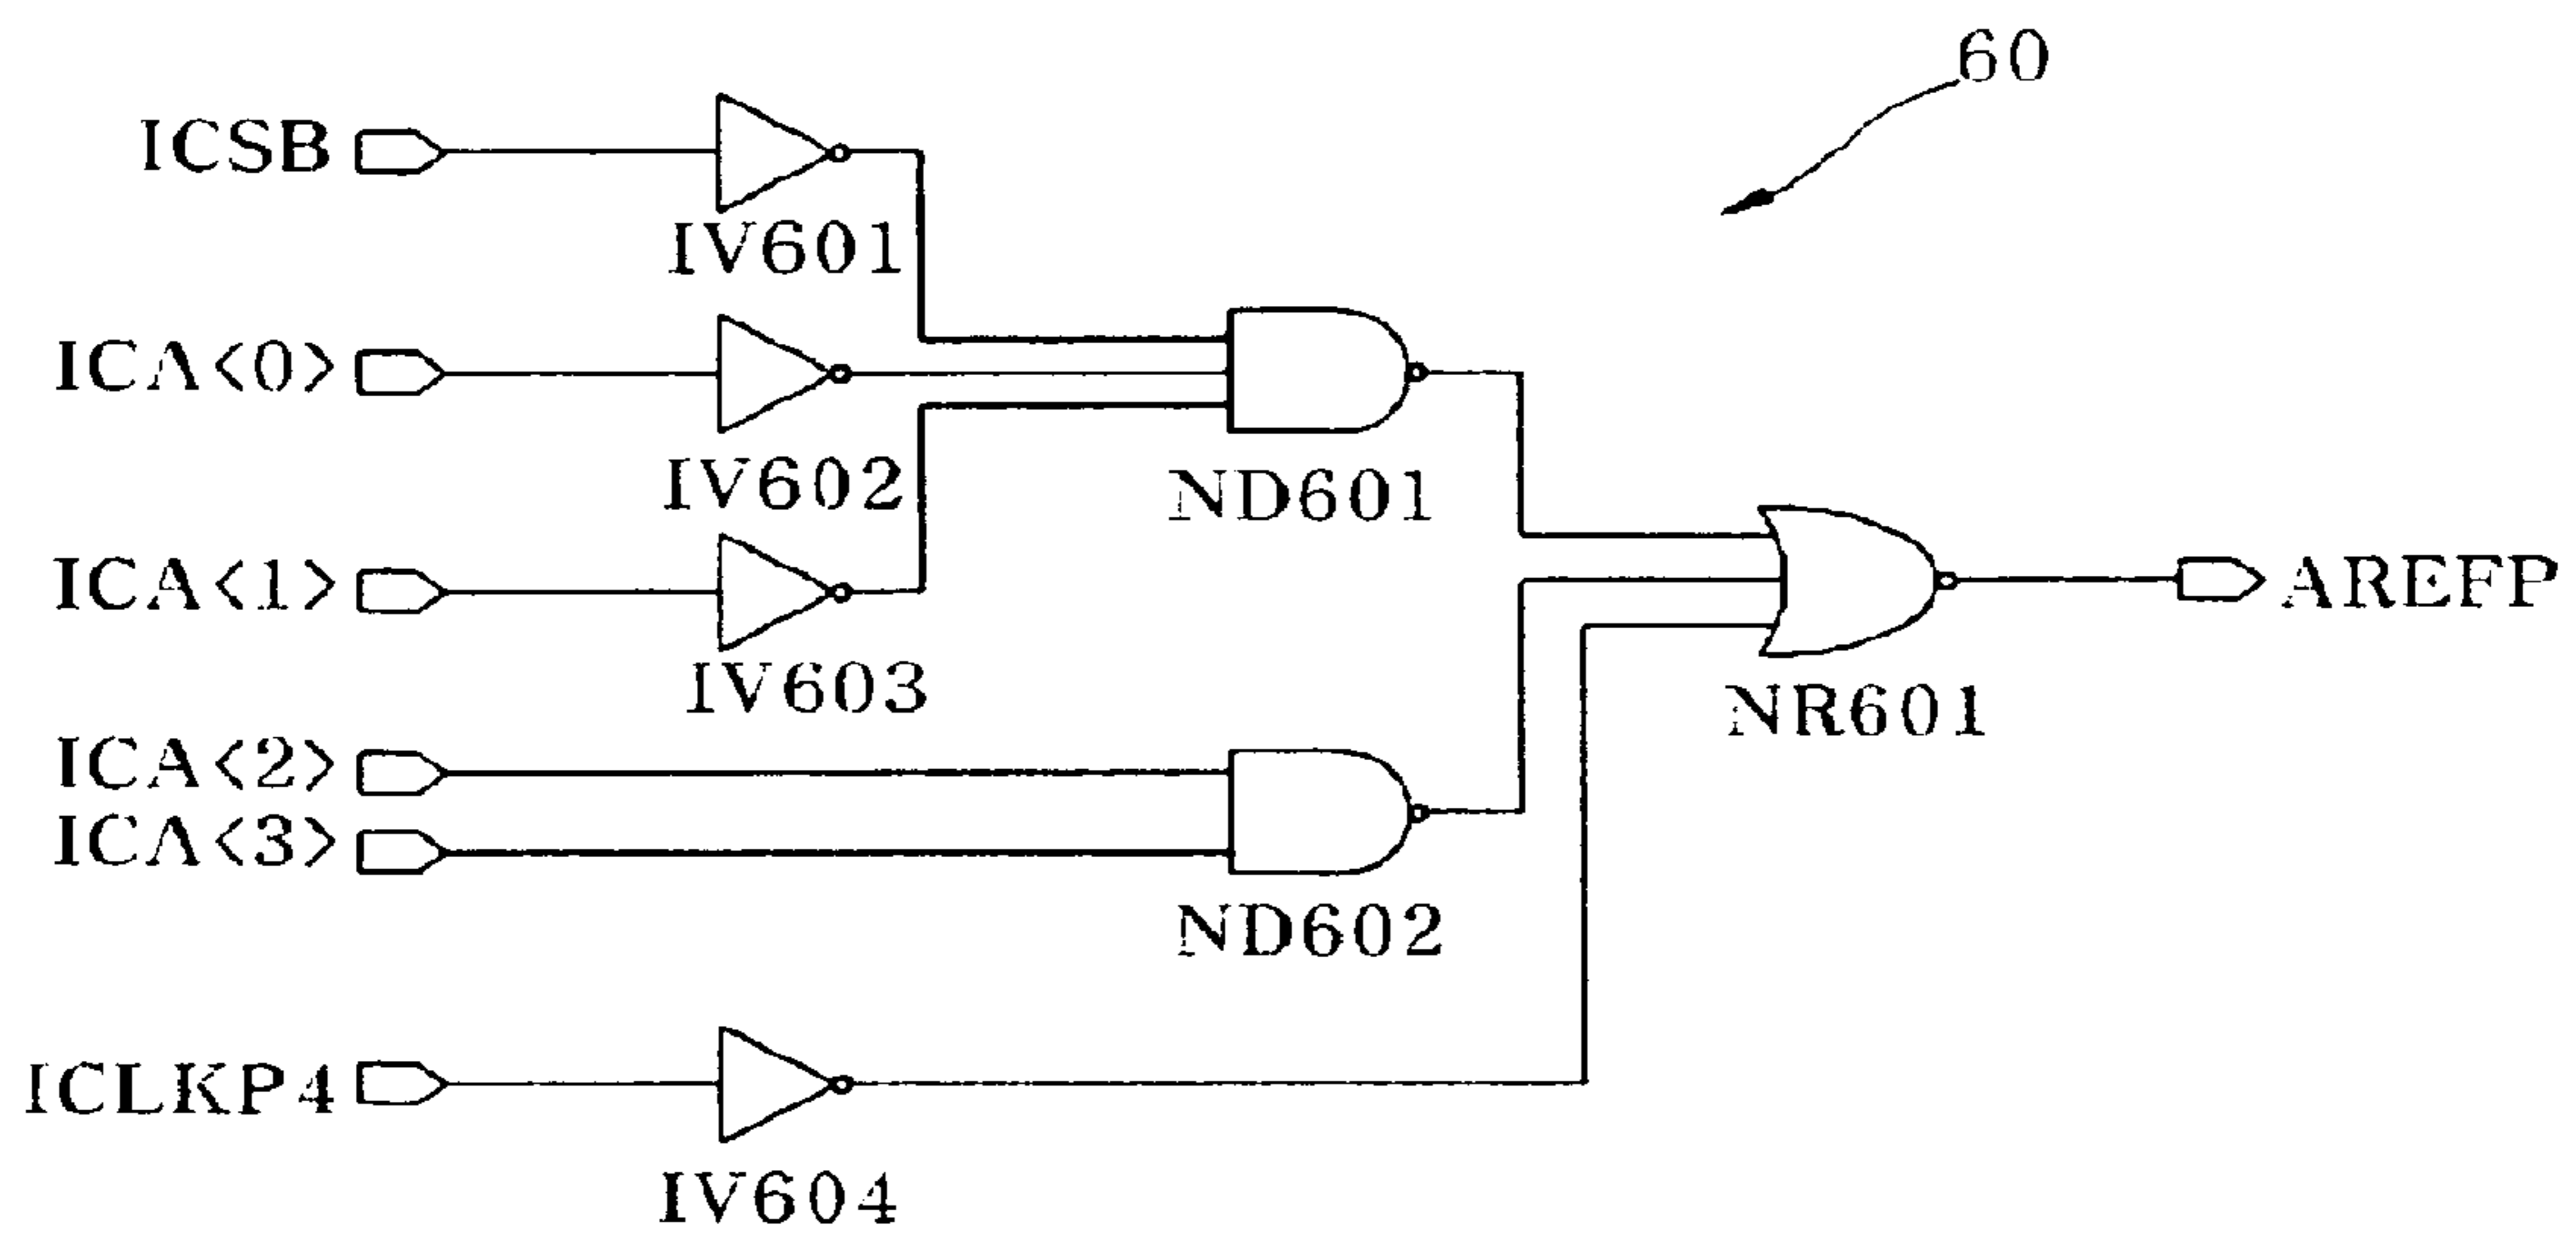 60
ICSB
IV601
ICA<0>
IV602
ND601
ICA<1>
AREFP
IV603
NR601
ICA<2>
ICA<3>
ND602
ICLKP4
IV604